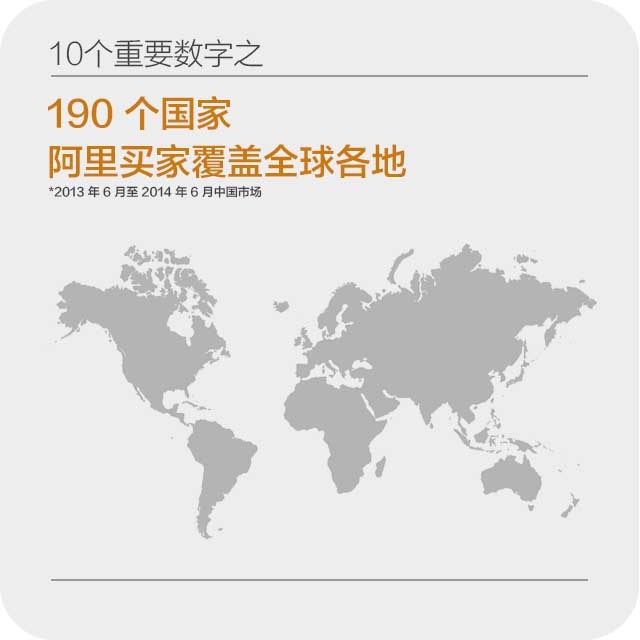 10个重要数字之
190 个国家
阿里买家覆盖全球各地
*2013 年 6 月至 2014 年 6 月中国市场